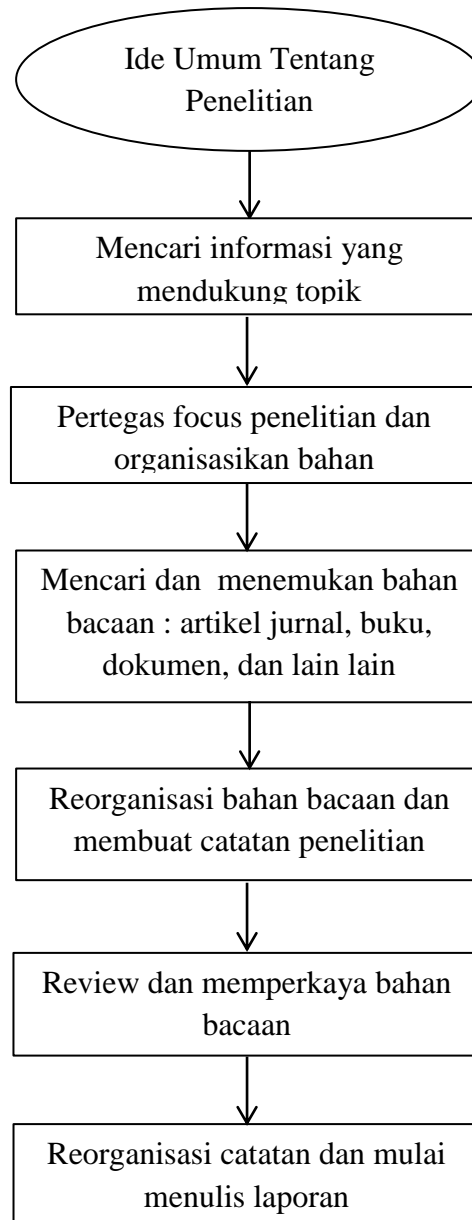 Ide Umum Tentang
Penelitian
Mencari informasi yang
mendukung topik
Pertegas focus penelitian dan
organisasikan bahan
Mencari dan menemukan bahan
bacaan : artikel jurnal, buku,
dokumen, dan lain lain
Reorganisasi bahan bacaan dan
membuat catatan penelitian
Review dan memperkaya bahan
bacaan
Reorganisasi catatan dan mulai
menulis laporan